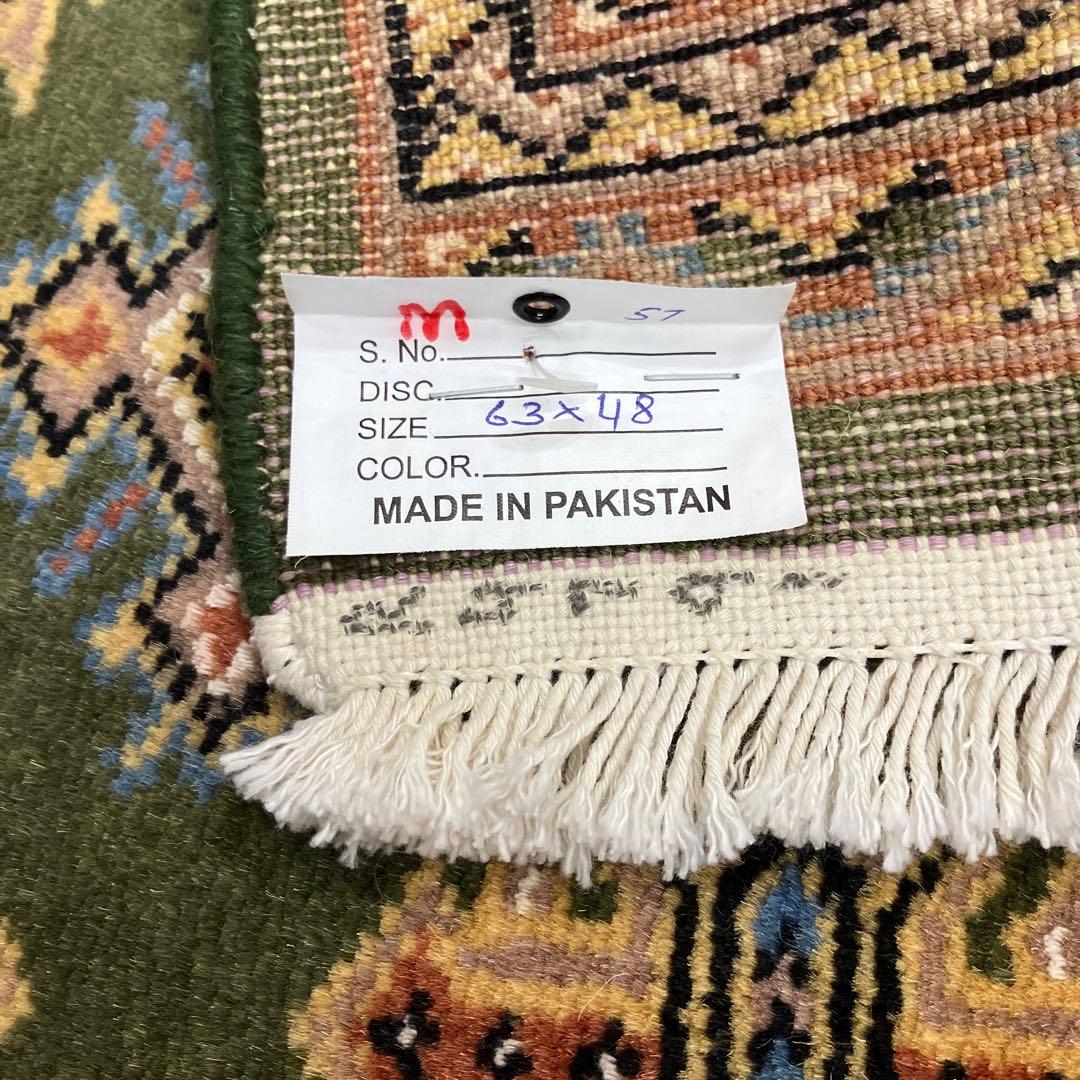 M 57
S. No.
DISC.
SIZE. 63x48
COLOR.
MADE IN PAKISTAN